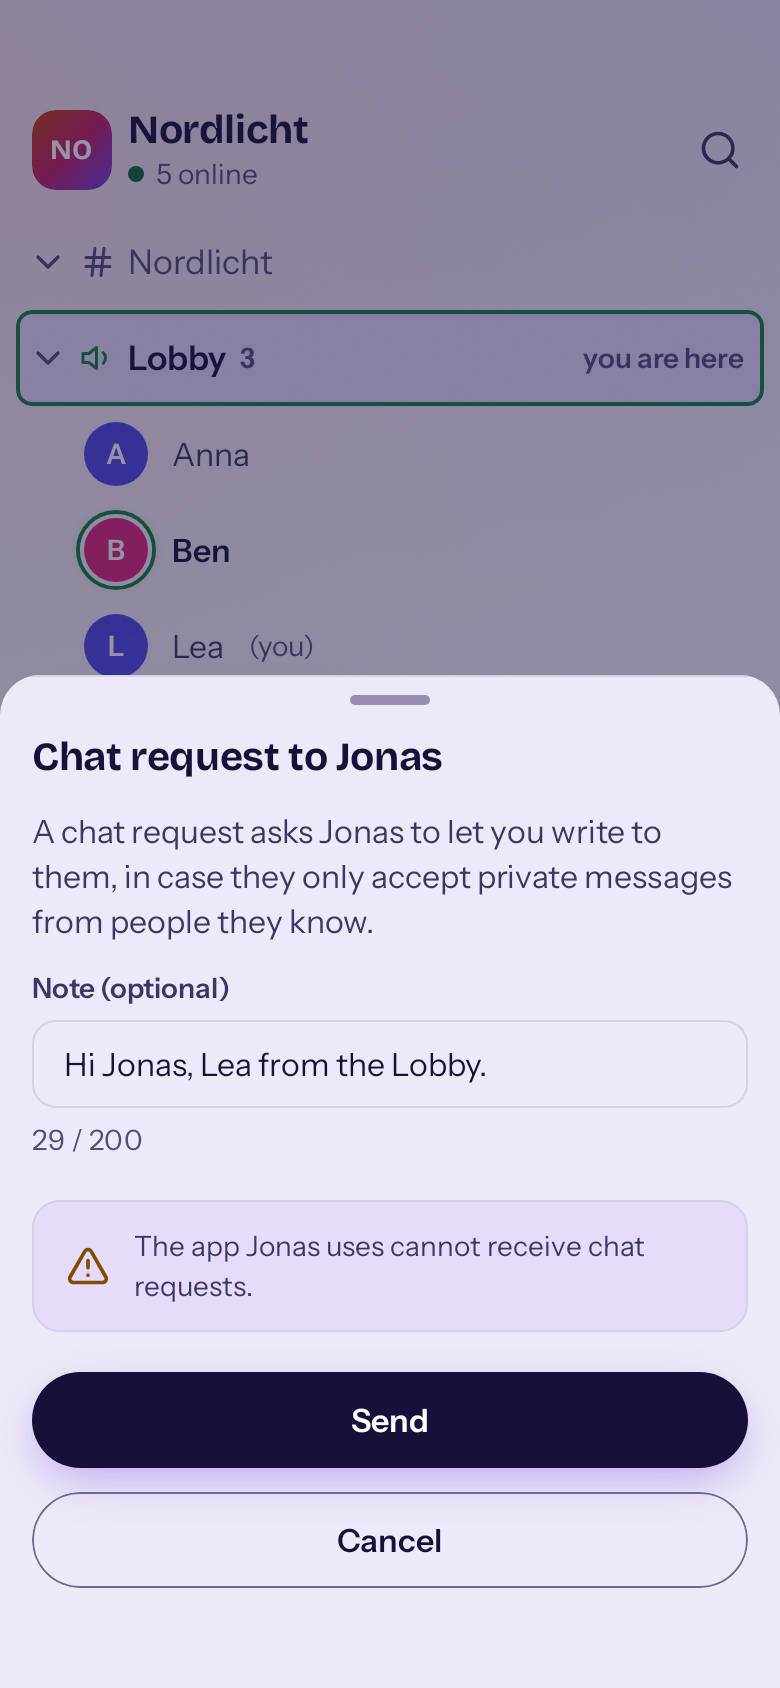 NO
Nordlicht
5 online
# Nordlicht
Lobby 3 you are here
A Anna
B Ben
L Lea (you)
Chat request to Jonas
A chat request asks Jonas to let you write to
them, in case they only accept private messages
from people they know.
Note (optional)
Hi Jonas, Lea from the Lobby.
29 / 200
The app Jonas uses cannot receive chat
requests.
Send
Cancel